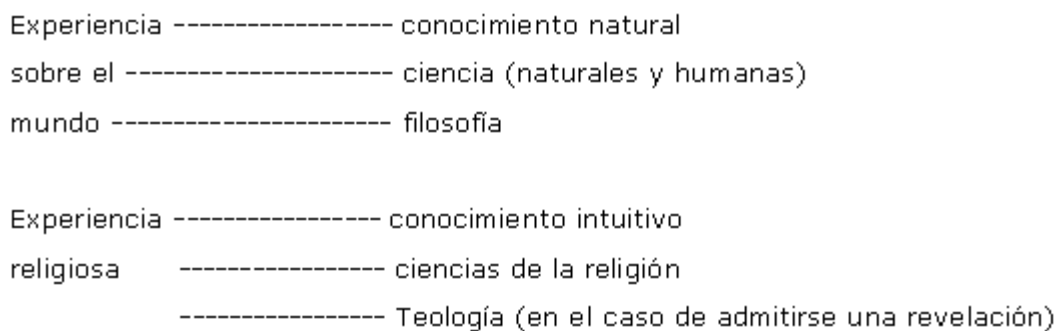 Experiencia ----------------- conocimiento natural
sobre el --------------------- ciencia (naturales y humanas)
mundo ---------------------- filosofía
Experiencia ---------------- conocimiento intuitivo
religiosa ---------------- ciencias de la religión
---------------- Teología (en el caso de admitirse una revelación)